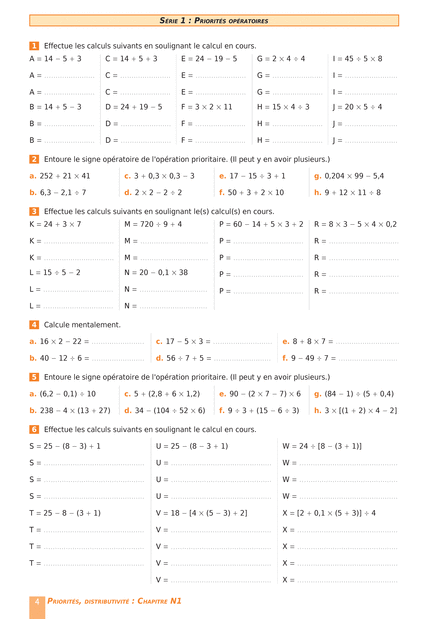 SÉRIE 1 : PRIORITÉS OPÉRATOIRES
1 Effectue les calculs suivants en soulignant le calcul en cours.
A = 14 − 5 + 3 C = 14 + 5 + 3 E = 24 − 19 − 5 G = 2 × 4 ÷ 4 I = 45 ÷ 5 × 8
A = ........ C = ........ E = ........ G = ........ I = ........
A = ........ C = ........ E = ........ G = ........ I = ........
B = 14 + 5 − 3 D = 24 + 19 − 5 F = 3 × 2 × 11 H = 15 × 4 ÷ 3 J = 20 × 5 ÷ 4
B = ........ D = ........ F = ........ H = ........ J = ........
B = ........ D = ........ F = ........ H = ........ J = ........
2 Entoure le signe opératoire de l'opération prioritaire. (Il peut y en avoir plusieurs.)
a. 252 + 21 × 41 c. 3 + 0,3 × 0,3 − 3 e. 17 − 15 ÷ 3 + 1 g. 0,204 × 99 − 5,4
b. 6,3 − 2,1 ÷ 7 d. 2 × 2 − 2 ÷ 2 f. 50 + 3 + 2 × 10 h. 9 + 12 × 11 ÷ 8
3 Effectue les calculs suivants en soulignant le(s) calcul(s) en cours.
K = 24 + 3 × 7 M = 720 ÷ 9 + 4 P = 60 − 14 + 5 × 3 + 2 R = 8 × 3 − 5 × 4 × 0,2
K = ........ M = ........ P = ........ R = ........
K = ........ M = ........ P = ........ R = ........
L = 15 ÷ 5 − 2 N = 20 − 0,1 × 38 P = ........ R = ........
L = ........ N = ........ P = ........ R = ........
L = ........ N = ........
4 Calcule mentalement.
a. 16 × 2 − 22 = ........ c. 17 − 5 × 3 = ........ e. 8 + 8 × 7 = ........
b. 40 − 12 ÷ 6 = ........ d. 56 ÷ 7 + 5 = ........ f. 9 − 49 ÷ 7 = ........
5 Entoure le signe opératoire de l'opération prioritaire. (Il peut y en avoir plusieurs.)
a. (6,2 − 0,1) ÷ 10 c. 5 + (2,8 + 6 × 1,2) e. 90 − (2 × 7 − 7) × 6 g. (84 − 1) ÷ (5 + 0,4)
b. 238 − 4 × (13 + 27) d. 34 − (104 ÷ 52 × 6) f. 9 ÷ 3 + (15 − 6 ÷ 3) h. 3 × [(1 + 2) × 4 − 2]
6 Effectue les calculs suivants en soulignant le calcul en cours.
S = 25 − (8 − 3) + 1 U = 25 − (8 − 3 + 1) W = 24 ÷ [8 − (3 + 1)]
S = ........ U = ........ W = ........
S = ........ U = ........ W = ........
S = ........ U = ........ W = ........
T = 25 − 8 − (3 + 1) V = 18 − [4 × (5 − 3) + 2] X = [2 + 0,1 × (5 + 3)] ÷ 4
T = ........ V = ........ X = ........
T = ........ V = ........ X = ........
T = ........ V = ........ X = ........
V = ........ X = ........
4 PRIORITÉS, DISTRIBUTIVITÉ : CHAPITRE N1